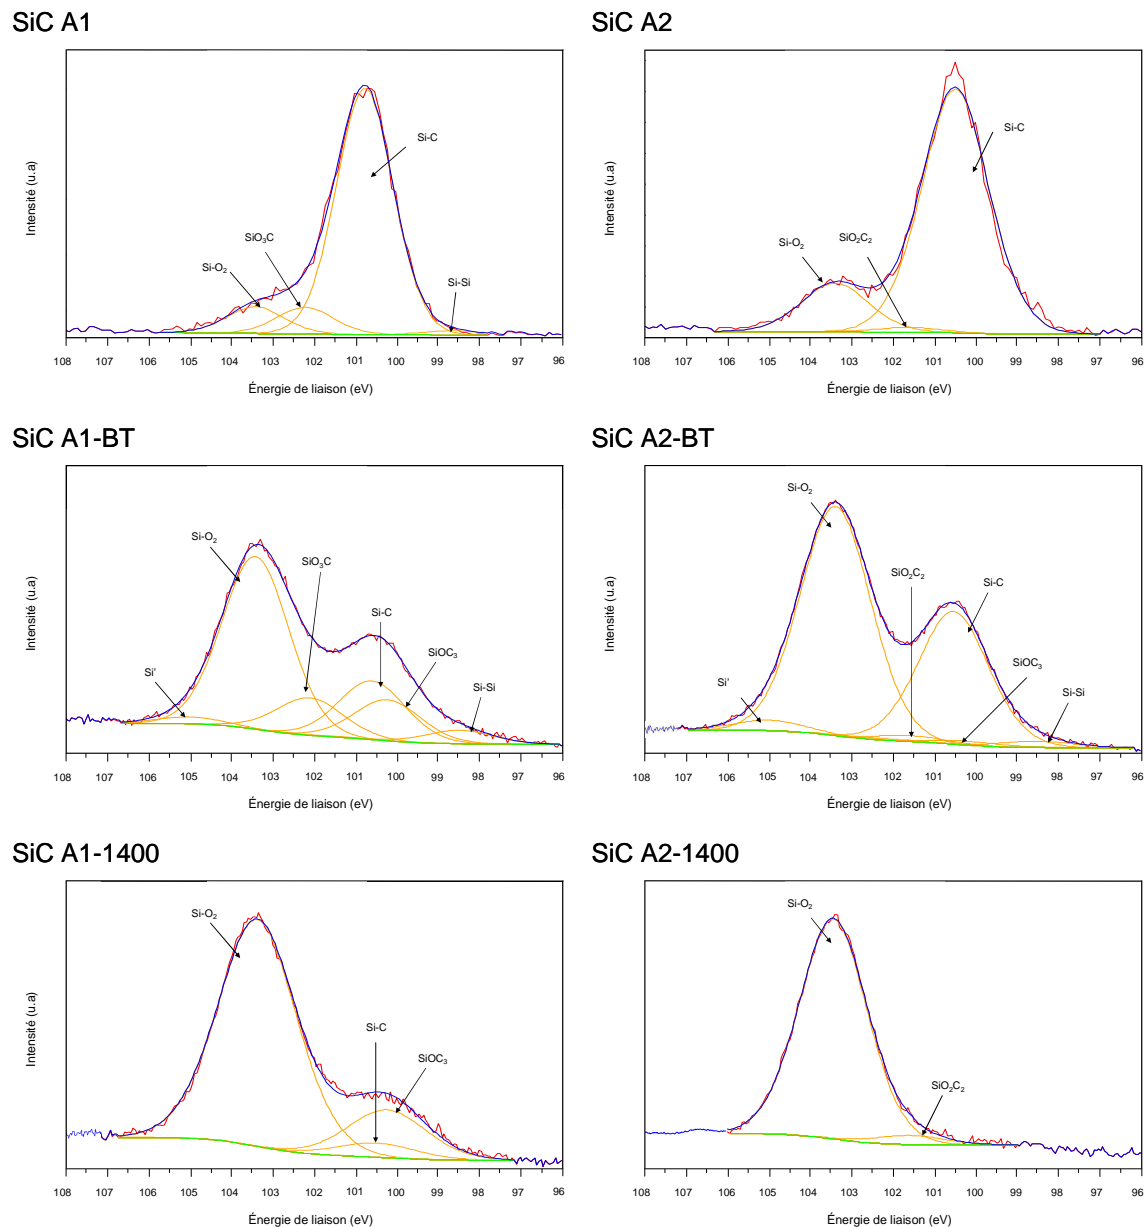 SiC A1
SiC A2
Intensité (u.a)
Si-C
SiO₃C
Si-O₂
Si-Si
108 107 106 105 104 103 102 101 100 99 98 97 96
Énergie de liaison (eV)
Intensité (u.a)
Si-C
SiO₂C₂
Si-O₂
108 107 106 105 104 103 102 101 100 99 98 97 96
Énergie de liaison (eV)
SiC A1-BT
SiC A2-BT
Intensité (u.a)
Si-O₂
SiO₃C
Si-C
SiOC₃
Si'
Si-Si
108 107 106 105 104 103 102 101 100 99 98 97 96
Énergie de liaison (eV)
Intensité (u.a)
Si-O₂
SiO₂C₂
Si-C
SiOC₃
Si'
Si-Si
108 107 106 105 104 103 102 101 100 99 98 97 96
Énergie de liaison (eV)
SiC A1-1400
SiC A2-1400
Intensité (u.a)
Si-O₂
Si-C
SiOC₃
108 107 106 105 104 103 102 101 100 99 98 97 96
Énergie de liaison (eV)
Intensité (u.a)
Si-O₂
SiO₂C₂
108 107 106 105 104 103 102 101 100 99 98 97 96
Énergie de liaison (eV)